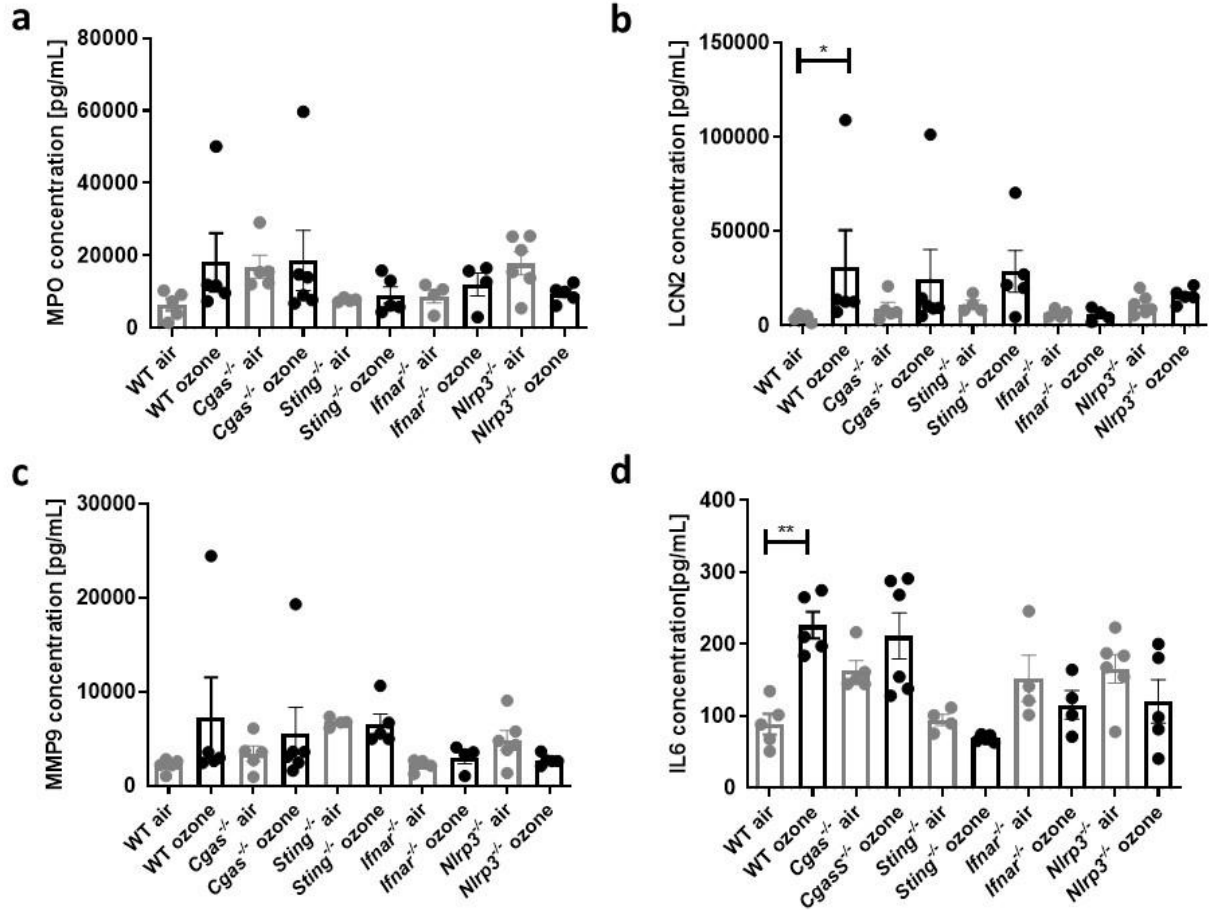 a
MPO concentration [pg/mL]
80000
60000
40000
20000
0
WT air
WT ozone
Cgas-/- air
Cgas-/- ozone
Sting-/- air
Sting-/- ozone
Ifnar-/- air
Ifnar-/- ozone
Nlrp3-/- air
Nlrp3-/- ozone
b
LCN2 concentration [pg/mL]
150000
100000
50000
0
*
WT air
WT ozone
Cgas-/- air
Cgas-/- ozone
Sting-/- air
Sting-/- ozone
Ifnar-/- air
Ifnar-/- ozone
Nlrp3-/- air
Nlrp3-/- ozone
c
MMP9 concentration [pg/mL]
30000
20000
10000
0
WT air
WT ozone
Cgas-/- air
Cgas-/- ozone
Sting-/- air
Sting-/- ozone
Ifnar-/- air
Ifnar-/- ozone
Nlrp3-/- air
Nlrp3-/- ozone
d
IL6 concentration[pg/mL]
400
300
200
100
0
**
WT air
WT ozone
Cgas-/- air
CgasS-/- ozone
Sting-/- air
Sting-/- ozone
Ifnar-/- air
Ifnar-/- ozone
Nlrp3-/- air
Nlrp3-/- ozone